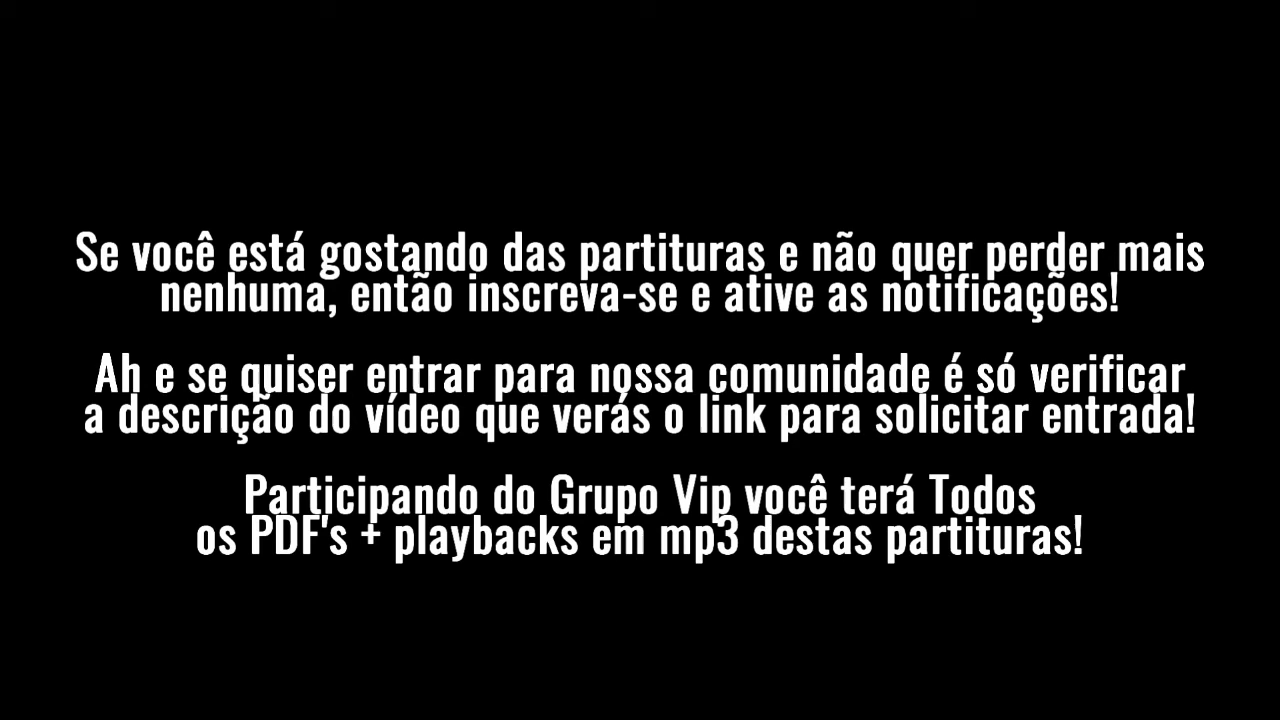 Se você está gostando das partituras e não quer perder mais
nenhuma, então inscreva-se e ative as notificações!
Ah e se quiser entrar para nossa comunidade é só verificar
a descrição do vídeo que verás o link para solicitar entrada!
Participando do Grupo Vip você terá Todos
os PDF's + playbacks em mp3 destas partituras!